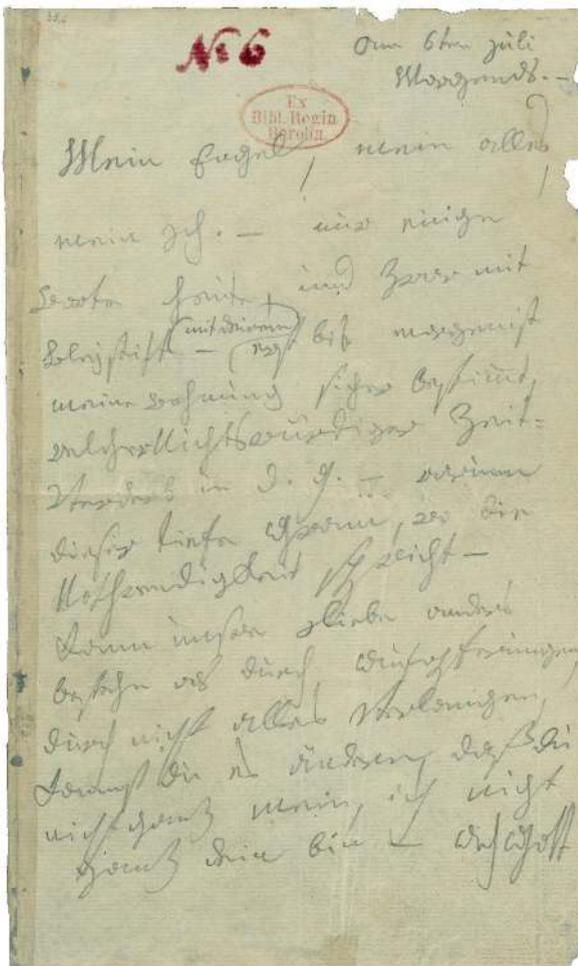 № 6
am 6ten juli
Morgends. –
Ex
Bibl. Regia
Berolin.
Mein Engel, mein alles,
mein Ich. – nur einige
Worte heute, und zwar mit
Bleystift – (mit deinem)
bis morgen ist
meine Wohnung sicher bestimmt,
welcher Nichtswürdiger Zeit-
Verderb in d. g. – warum
dieser tiefe Gram, wo die
Nothwendigkeit spricht –
Kann unsre Liebe anders
bestehn als durch Aufopferungen,
durch nicht alles verlangen,
kannst du es ändern, daß du
nicht ganz mein, ich nicht
ganz dein bin – Ach Gott